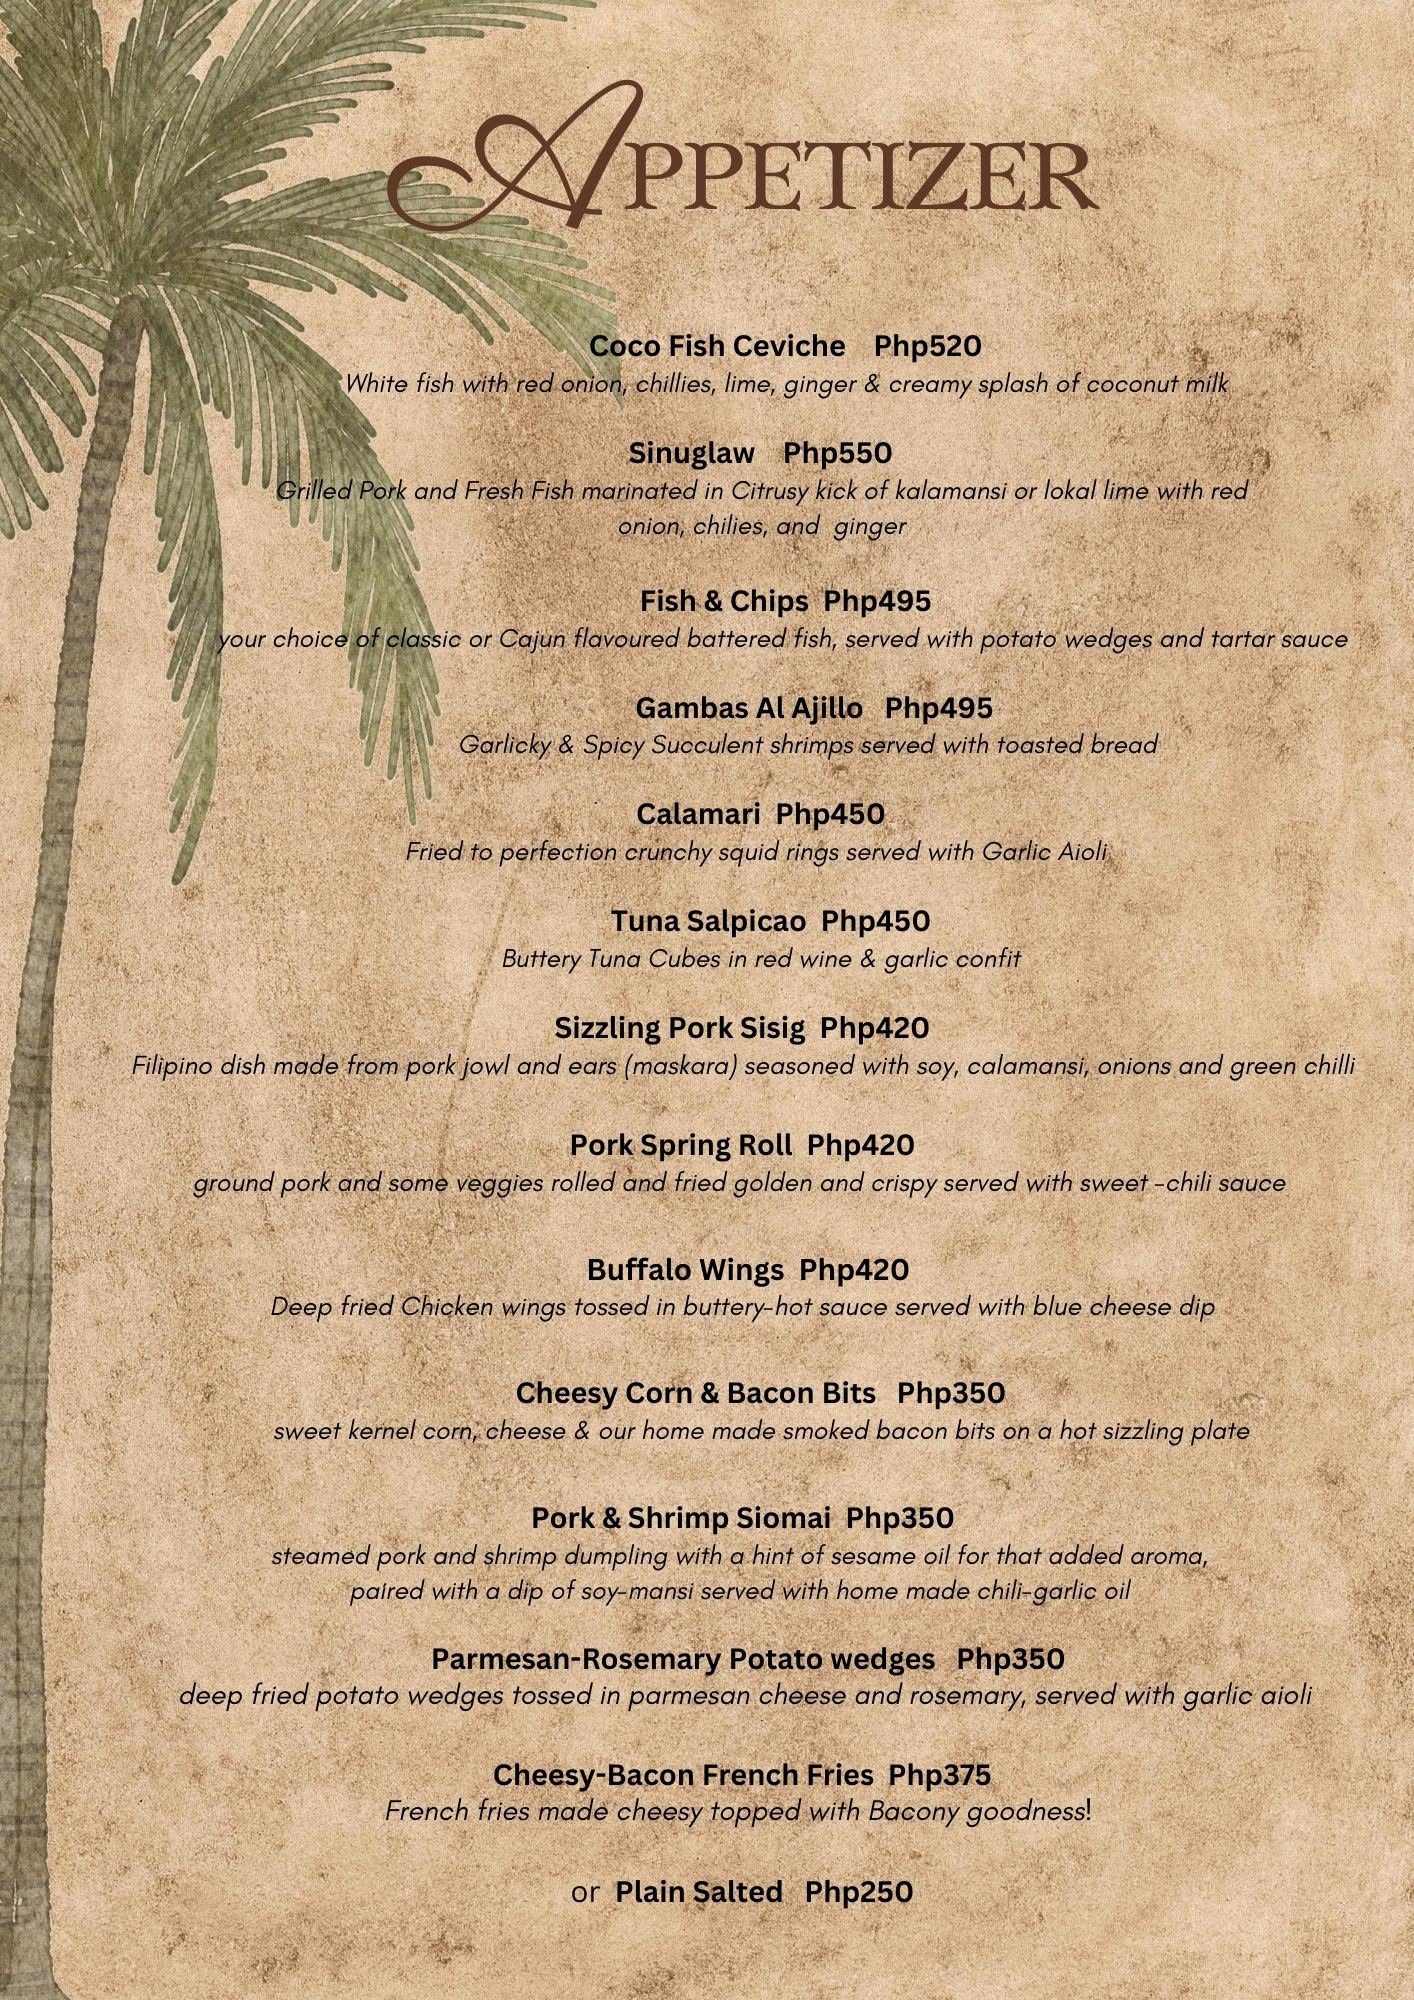 APPETIZER
Coco Fish Ceviche Php520
White fish with red onion, chillies, lime, ginger & creamy splash of coconut milk
Sinuglaw Php550
Grilled Pork and Fresh Fish marinated in Citrusy kick of kalamansi or lokal lime with red
onion, chilies, and ginger
Fish & Chips Php495
your choice of classic or Cajun flavoured battered fish, served with potato wedges and tartar sauce
Gambas Al Ajillo Php495
Garlicky & Spicy Succulent shrimps served with toasted bread
Calamari Php450
Fried to perfection crunchy squid rings served with Garlic Aioli
Tuna Salpicao Php450
Buttery Tuna Cubes in red wine & garlic confit
Sizzling Pork Sisig Php420
Filipino dish made from pork jowl and ears (maskara) seasoned with soy, calamansi, onions and green chilli
Pork Spring Roll Php420
ground pork and some veggies rolled and fried golden and crispy served with sweet -chili sauce
Buffalo Wings Php420
Deep fried Chicken wings tossed in buttery-hot sauce served with blue cheese dip
Cheesy Corn & Bacon Bits Php350
sweet kernel corn, cheese & our home made smoked bacon bits on a hot sizzling plate
Pork & Shrimp Siomai Php350
steamed pork and shrimp dumpling with a hint of sesame oil for that added aroma,
paired with a dip of soy-mansi served with home made chili-garlic oil
Parmesan-Rosemary Potato wedges Php350
deep fried potato wedges tossed in parmesan cheese and rosemary, served with garlic aioli
Cheesy-Bacon French Fries Php375
French fries made cheesy topped with Bacony goodness!
or Plain Salted Php250